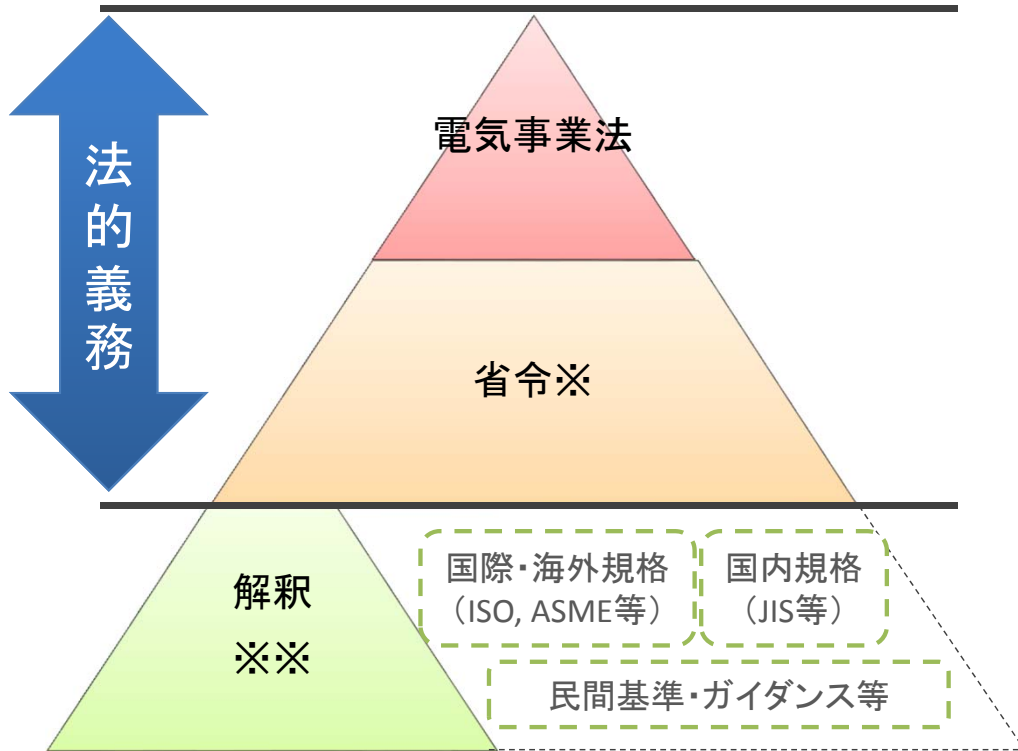 電気事業法
法的義務
省令※
解釈
※※
国際・海外規格
（ISO, ASME等）
国内規格
（JIS等）
民間基準・ガイダンス等